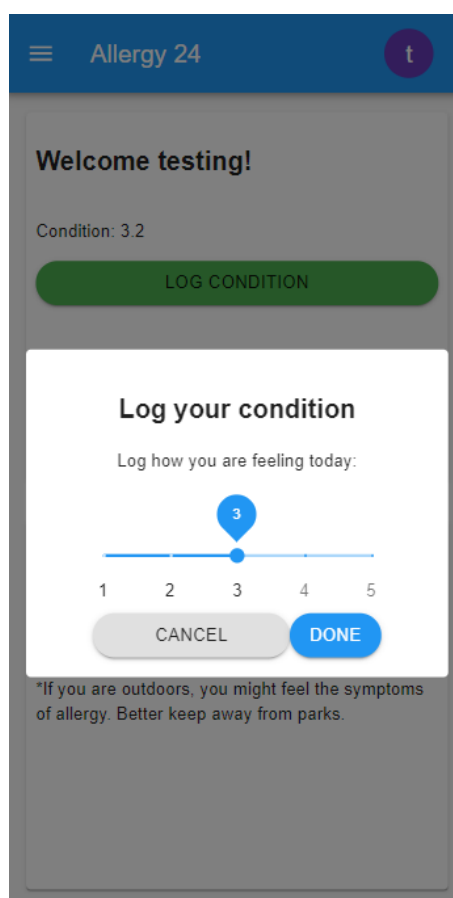 Allergy 24
t
Welcome testing!
Condition: 3.2
LOG CONDITION
Log your condition
Log how you are feeling today:
3
1 2 3 4 5
CANCEL DONE
*If you are outdoors, you might feel the symptoms
of allergy. Better keep away from parks.